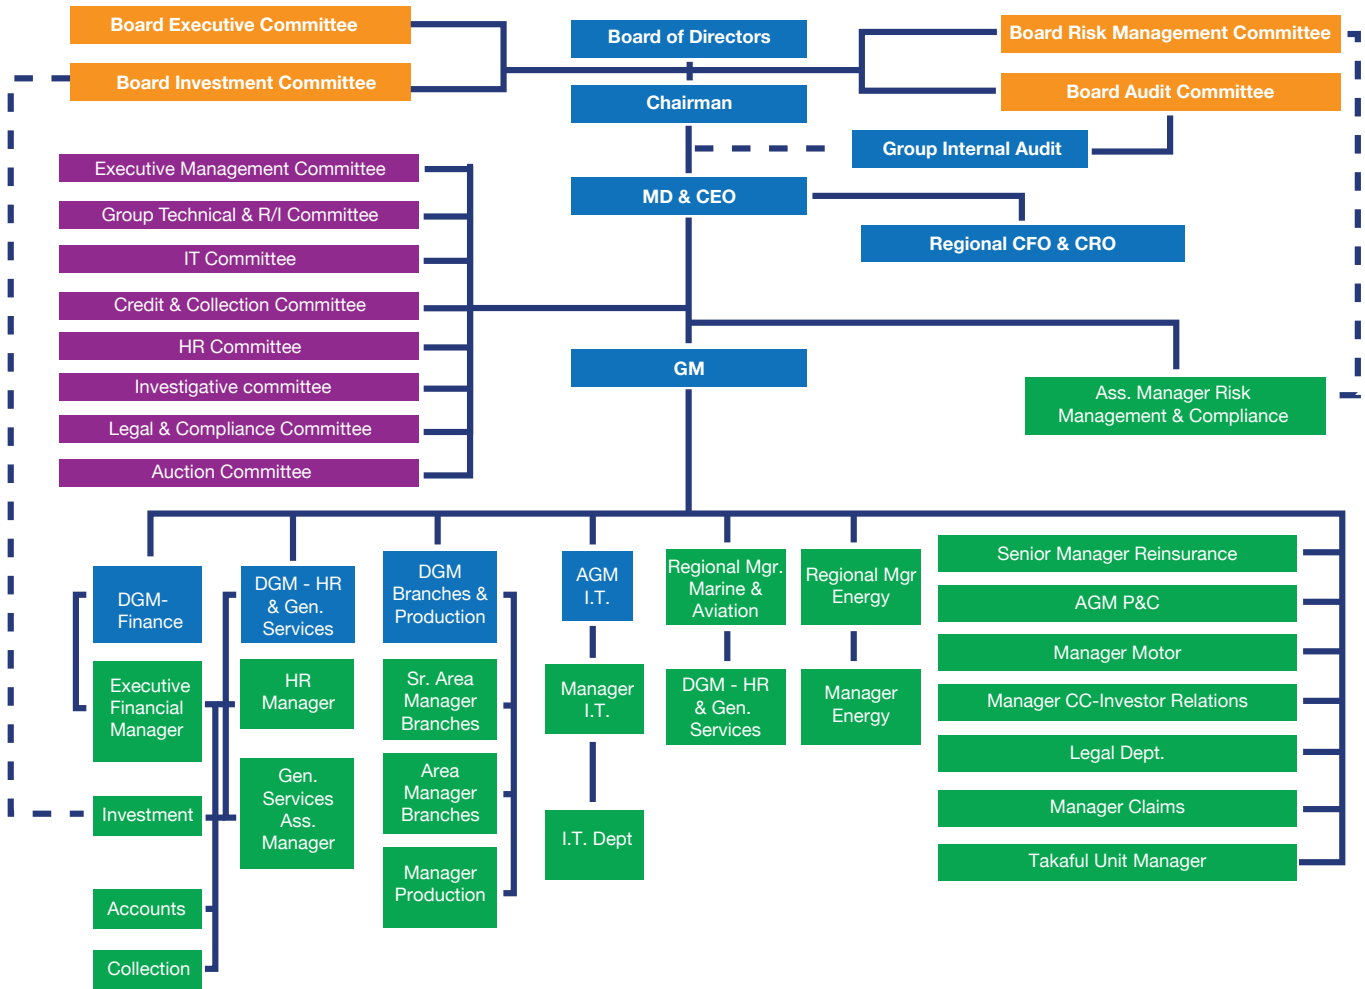 Board Executive Committee
Board Investment Committee
Board of Directors
Chairman
Board Risk Management Committee
Board Audit Committee
Group Internal Audit
MD & CEO
Regional CFO & CRO
Executive Management Committee
Group Technical & R/I Committee
IT Committee
Credit & Collection Committee
HR Committee
Investigative committee
Legal & Compliance Committee
Auction Committee
GM
Ass. Manager Risk
Management & Compliance
DGM-
Finance
Executive
Financial
Manager
Investment
Accounts
Collection
DGM - HR
& Gen.
Services
HR
Manager
Gen.
Services
Ass.
Manager
DGM
Branches &
Production
Sr. Area
Manager
Branches
Area
Manager
Branches
Manager
Production
AGM
I.T.
Manager
I.T.
I.T. Dept
Regional Mgr.
Marine &
Aviation
DGM - HR
& Gen.
Services
Regional Mgr
Energy
Manager
Energy
Senior Manager Reinsurance
AGM P&C
Manager Motor
Manager CC-Investor Relations
Legal Dept.
Manager Claims
Takaful Unit Manager